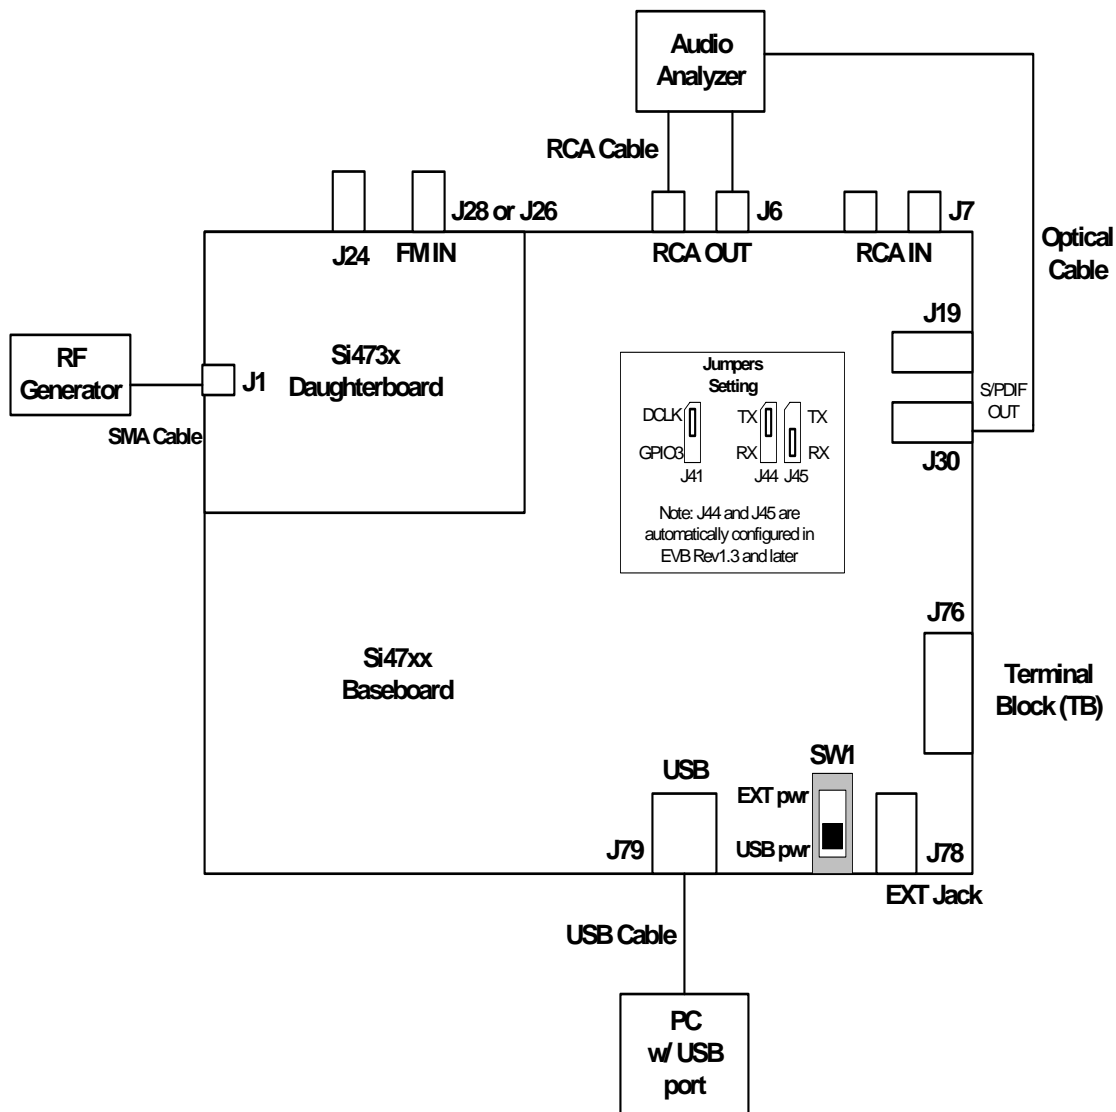 Audio
Analyzer
RCA Cable
J28 or J26
J6
J7
J24
FM IN
RCA OUT
RCA IN
Optical
Cable
J19
RF
Generator
J1
SMA Cable
Si473x
Daughterboard
Jumpers
Setting
DCLK
GPIO3
J41
TX
TX
RX
RX
J44
J45
Note: J44 and J45 are
automatically configured in
EVB Rev1.3 and later
S/PDIF
OUT
J30
J76
Terminal
Block (TB)
Si47xx
Baseboard
USB
SW1
EXT pwr
USB pwr
J79
J78
EXT Jack
USB Cable
PC
w/ USB
port